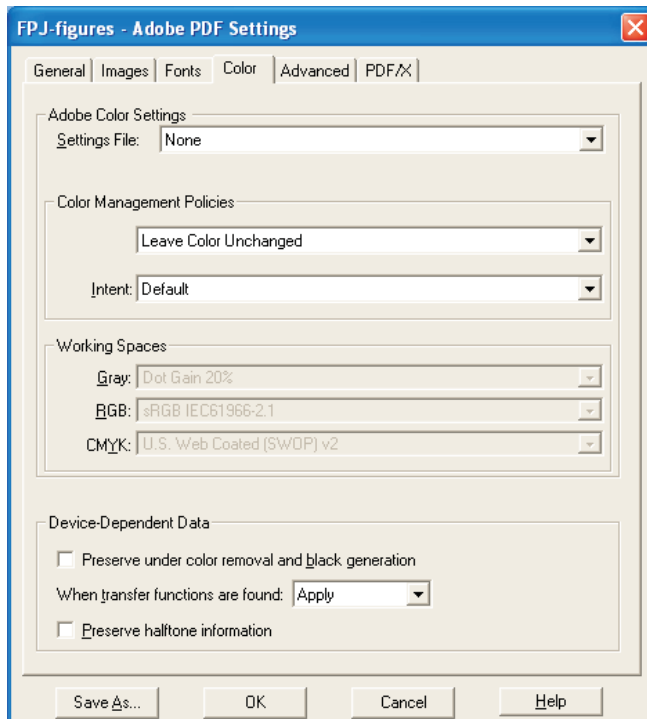 FPJ-figures - Adobe PDF Settings
General Images Fonts Color Advanced PDF/X
Adobe Color Settings
Settings File: None
Color Management Policies
Leave Color Unchanged
Intent: Default
Working Spaces
Gray: Dot Gain 20%
RGB: sRGB IEC61966-2.1
CMYK: U.S. Web Coated (SWOP) v2
Device-Dependent Data
Preserve under color removal and black generation
When transfer functions are found: Apply
Preserve halftone information
Save As... OK Cancel Help